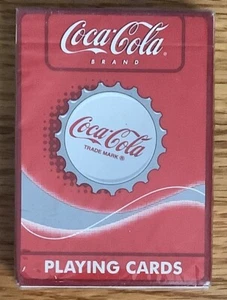 Coca-Cola ®
BRAND
Coca-Cola
TRADE MARK ®
PLAYING CARDS